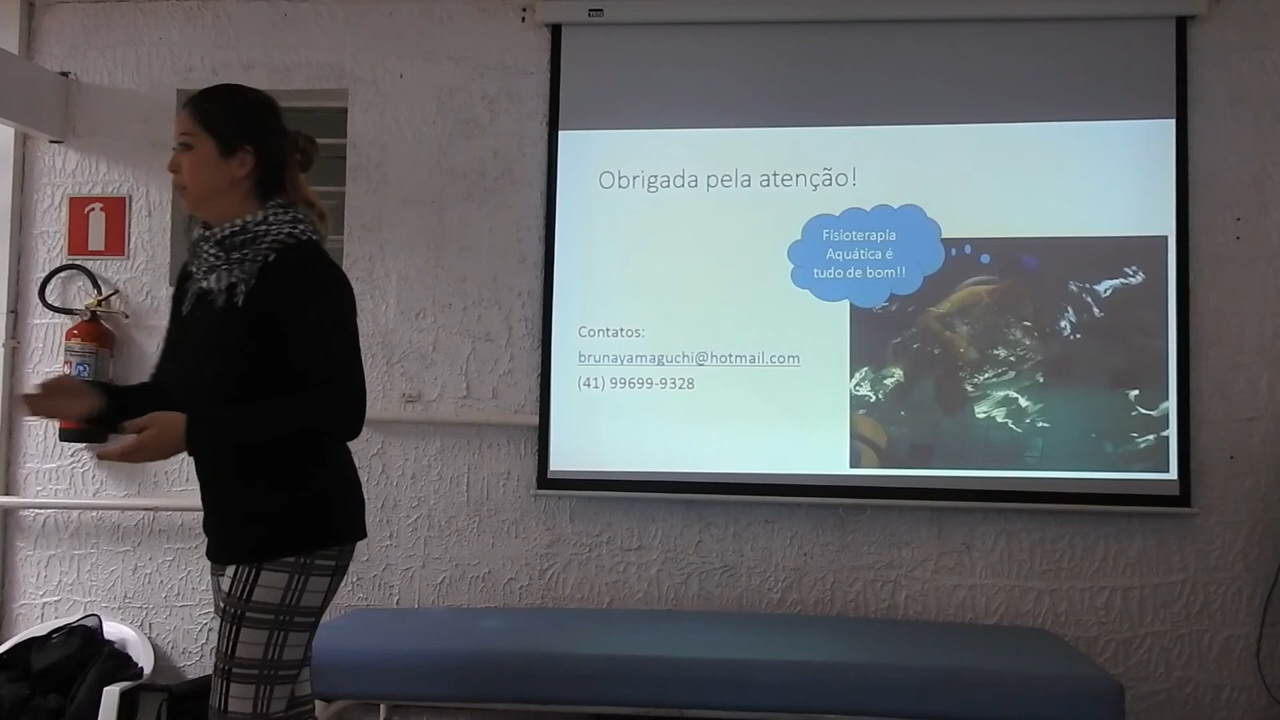 Obrigada pela atenção!
Fisioterapia
Aquática é
tudo de bom!!
Contatos:
brunayamaguchi@hotmail.com
(41) 99699-9328